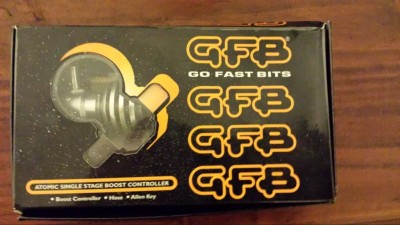 GFB®
GO FAST BITS
GFB
GFB
GFB
ATOMIC SINGLE STAGE BOOST CONTROLLER
• Boost Controller • Hose • Allen Key